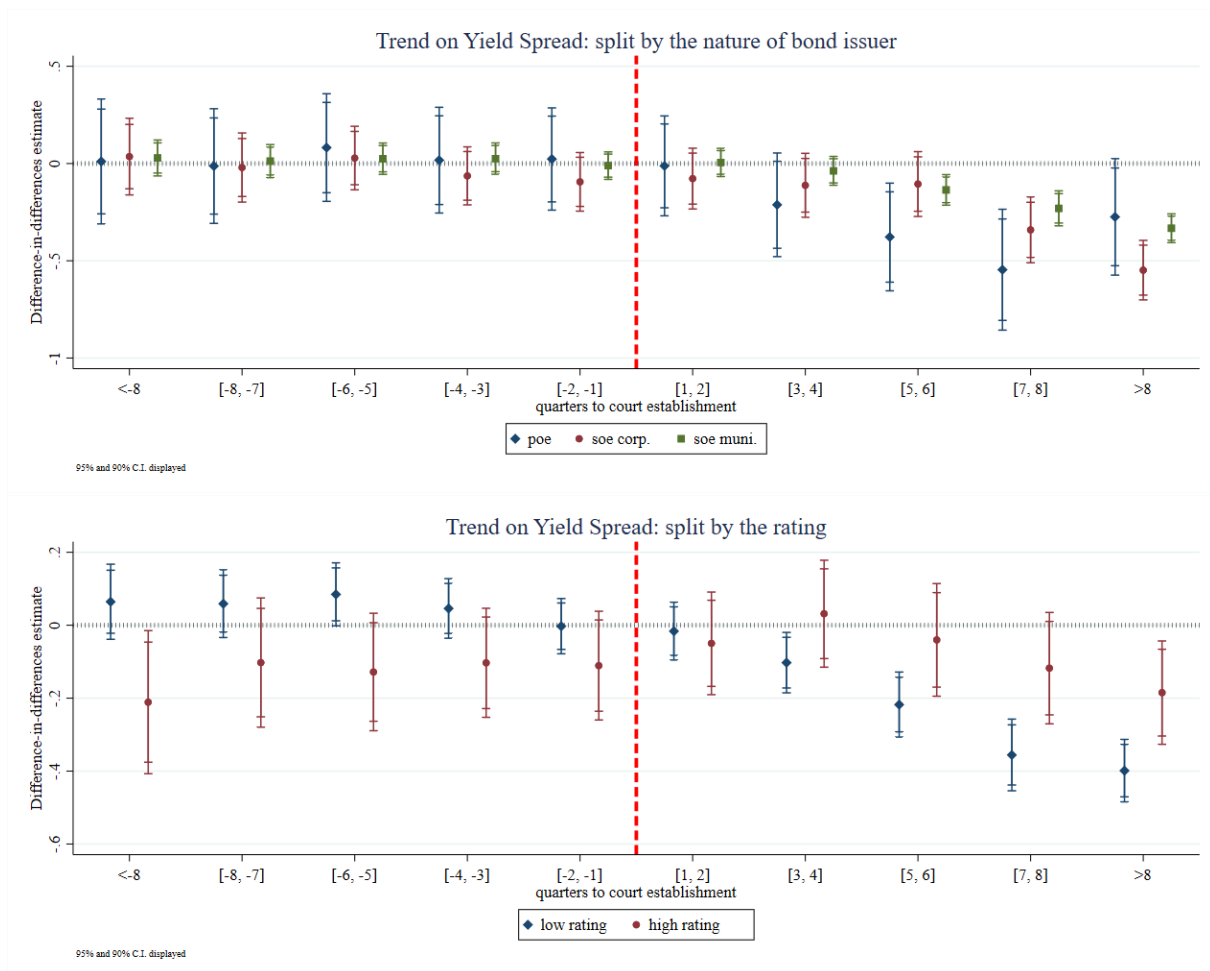 Trend on Yield Spread: split by the nature of bond issuer
Difference-in-differences estimate
.5
0
-.5
-1
<-8 [-8, -7] [-6, -5] [-4, -3] [-2, -1] [1, 2] [3, 4] [5, 6] [7, 8] >8
quarters to court establishment
poe soe corp. soe muni.
95% and 90% C.I. displayed
Trend on Yield Spread: split by the rating
Difference-in-differences estimate
.2
0
-.2
-.4
-.6
<-8 [-8, -7] [-6, -5] [-4, -3] [-2, -1] [1, 2] [3, 4] [5, 6] [7, 8] >8
quarters to court establishment
low rating high rating
95% and 90% C.I. displayed